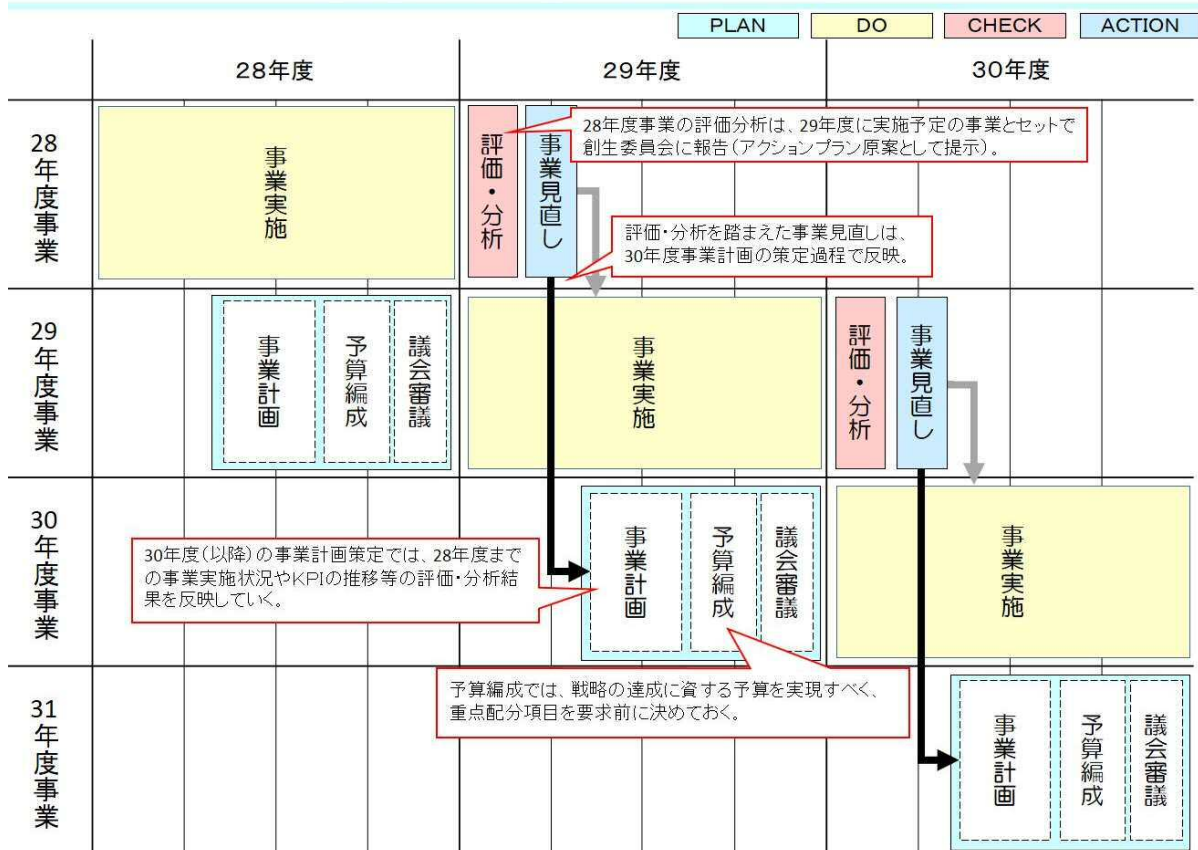 PLAN
DO
CHECK
ACTION
28年度
29年度
30年度
28年度事業
事業実施
評価・分析
事業見直し
28年度事業の評価分析は、29年度に実施予定の事業とセットで
創生委員会に報告(アクションプラン原案として提示)。
評価・分析を踏まえた事業見直しは、
30年度事業計画の策定過程で反映。
29年度事業
事業計画
予算編成
議会審議
事業実施
評価・分析
事業見直し
30年度事業
30年度(以降)の事業計画策定では、28年度まで
の事業実施状況やKPIの推移等の評価・分析結
果を反映していく。
事業計画
予算編成
議会審議
事業実施
予算編成では、戦略の達成に資する予算を実現すべく、
重点配分項目を要求前に決めておく。
31年度事業
事業計画
予算編成
議会審議